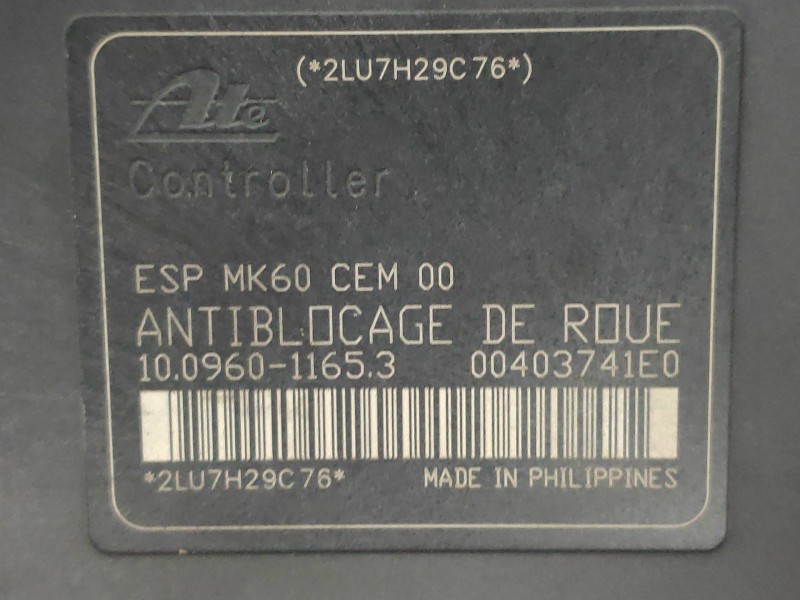 (*2LU7H29C76*)
Ate
Controller
ESP MK60 CEM 00
ANTIBLOCAGE DE ROUE
10.0960-1165.3 00403741E0
*2LU7H29C76* MADE IN PHILIPPINES